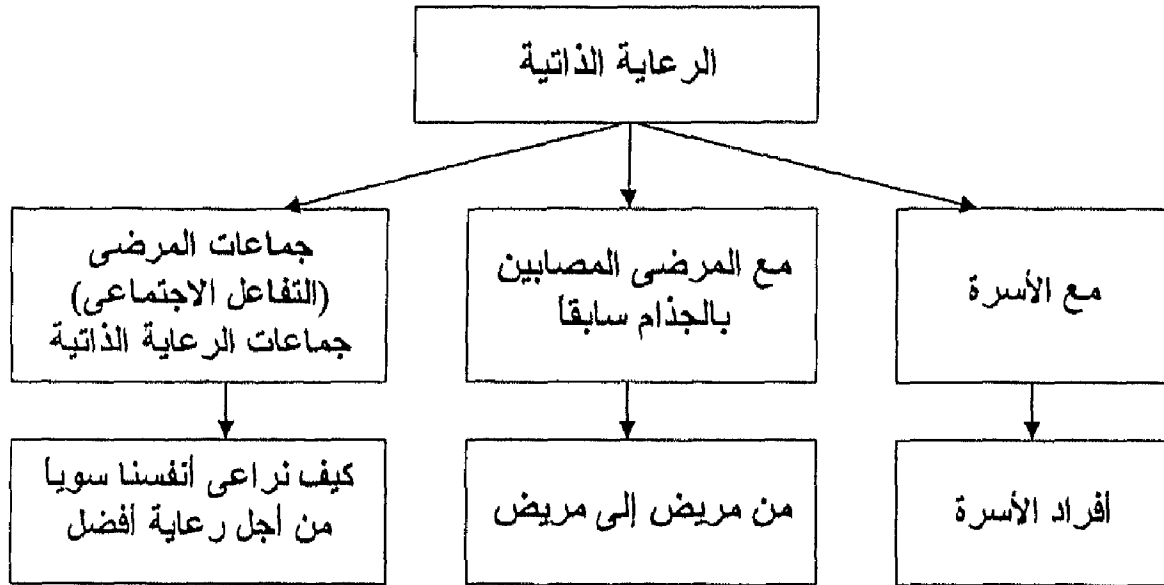 الرعاية الذاتية
مع الأسرة
مع المرضى المصابين
بالجذام سابقاً
جماعات المرضى
(التفاعل الاجتماعى)
جماعات الرعاية الذاتية
أفراد الأسرة
من مريض إلى مريض
كيف نراعى أنفسنا سويا
من أجل رعاية أفضل